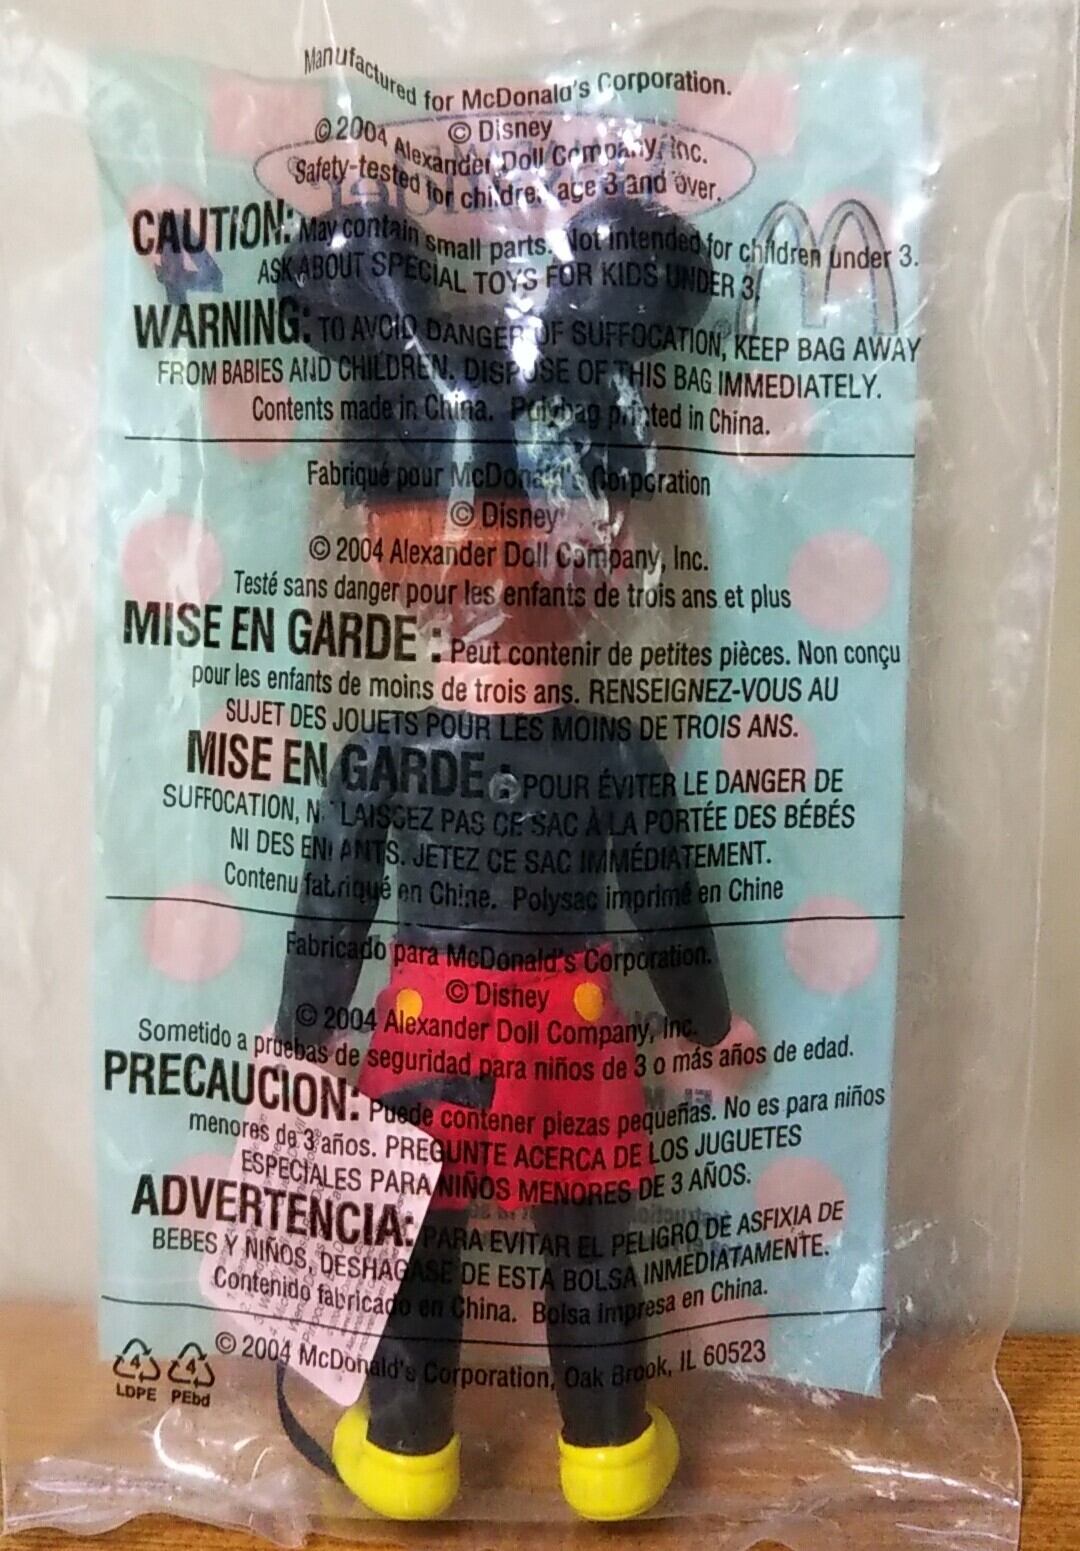 Manufactured for McDonald's Corporation.
© Disney
© 2004 Alexander Doll Company, Inc.
Safety-tested for children age 3 and over.
CAUTION: May contain small parts. Not intended for children under 3.
ASK ABOUT SPECIAL TOYS FOR KIDS UNDER 3.
WARNING: TO AVOID DANGER OF SUFFOCATION, KEEP BAG AWAY
FROM BABIES AND CHILDREN. DISPOSE OF THIS BAG IMMEDIATELY.
Contents made in China. Polybag printed in China.
Fabriqué pour McDonald's Corporation
© Disney
© 2004 Alexander Doll Company, Inc.
Testé sans danger pour les enfants de trois ans et plus
MISE EN GARDE : Peut contenir de petites pièces. Non conçu
pour les enfants de moins de trois ans. RENSEIGNEZ-VOUS AU
SUJET DES JOUETS POUR LES MOINS DE TROIS ANS.
MISE EN GARDE : POUR ÉVITER LE DANGER DE
SUFFOCATION, NE LAISSEZ PAS CE SAC À LA PORTÉE DES BÉBÉS
NI DES ENFANTS. JETEZ CE SAC IMMÉDIATEMENT.
Contenu fabriqué en Chine. Polysac imprimé en Chine
Fabricado para McDonald's Corporation.
© Disney
© 2004 Alexander Doll Company, Inc.
Sometido a pruebas de seguridad para niños de 3 o más años de edad.
PRECAUCION: Puede contener piezas pequeñas. No es para niños
menores de 3 años. PREGUNTE ACERCA DE LOS JUGUETES
ESPECIALES PARA NIÑOS MENORES DE 3 AÑOS.
ADVERTENCIA: PARA EVITAR EL PELIGRO DE ASFIXIA DE
BEBES Y NIÑOS, DESHAGASE DE ESTA BOLSA INMEDIATAMENTE.
Contenido fabricado en China. Bolsa impresa en China.
© 2004 McDonald's Corporation, Oak Brook, IL 60523
4 4
LDPE PEbd